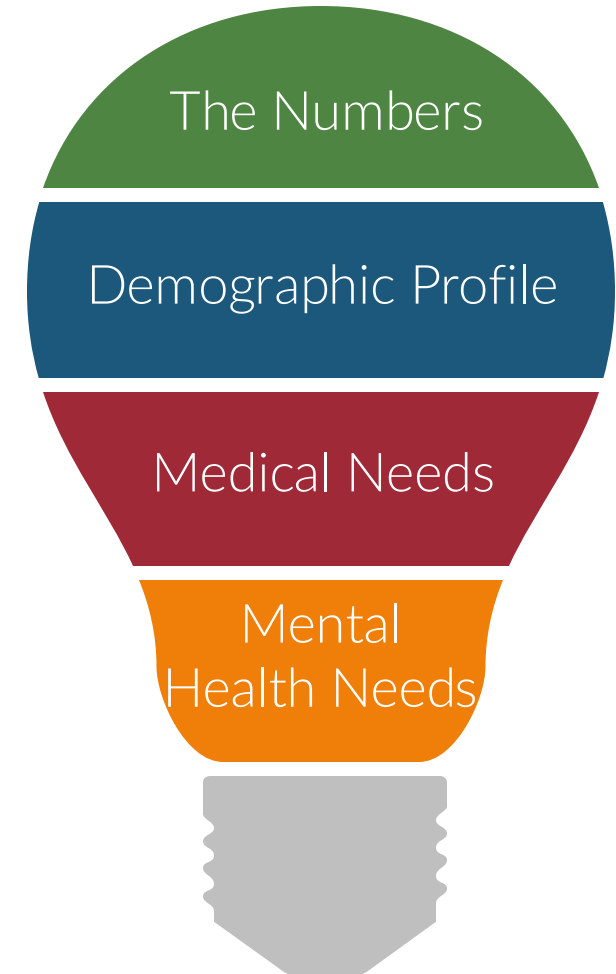 The Numbers
Demographic Profile
Medical Needs
Mental
Health Needs